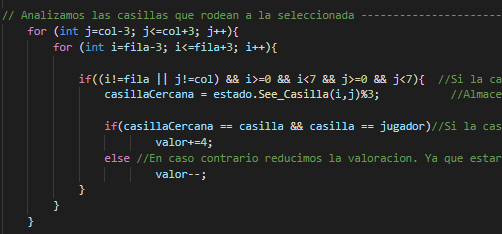 // Analizamos las casillas que rodean a la seleccionada --------------------
for (int j=col-3; j<=col+3; j++){
for (int i=fila-3; i<=fila+3; i++){
if((i!=fila || j!=col) && i>=0 && i<7 && j>=0 && j<7){ //Si la ca
casillaCercana = estado.See_Casilla(i,j)%3; //Almace
if(casillaCercana == casilla && casilla == jugador)//Si la cas
valor+=4;
else //En caso contrario reducimos la valoracion. Ya que estar
valor--;
}
}
}